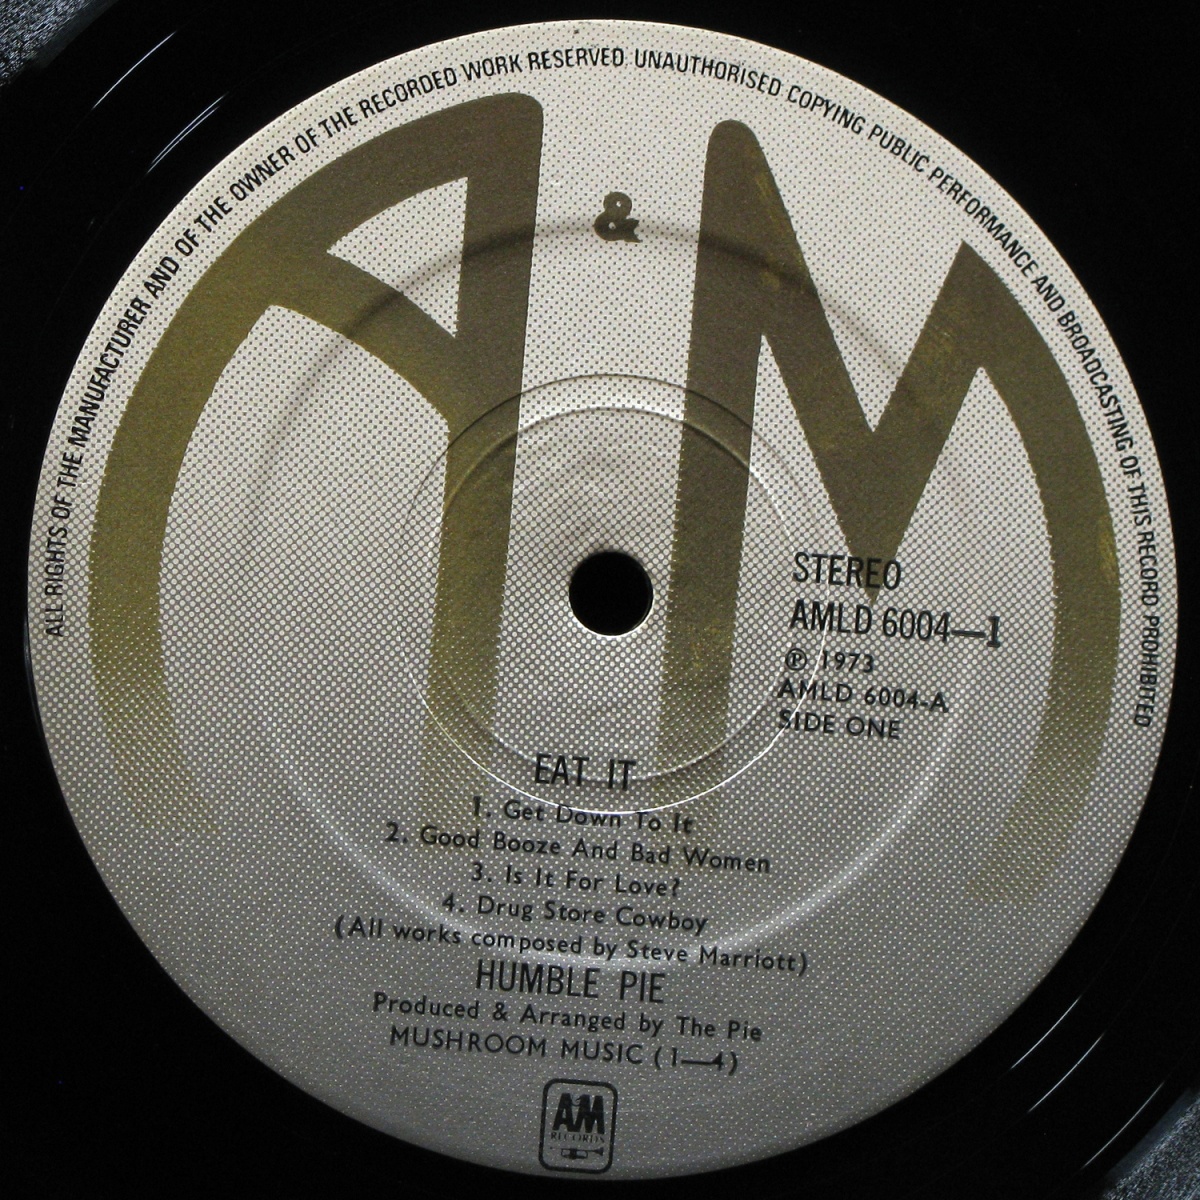 ALL RIGHTS OF THE MANUFACTURER AND OF THE OWNER OF THE RECORDED WORK RESERVED. UNAUTHORISED COPYING PUBLIC PERFORMANCE AND BROADCASTING OF THIS RECORD PROHIBITED
A & M
STEREO
AMLD 6004—1
℗ 1973
AMLD 6004-A
SIDE ONE
EAT IT
1. Get Down To It
2. Good Booze And Bad Women
3. Is It For Love?
4. Drug Store Cowboy
(All works composed by Steve Marriott)
HUMBLE PIE
Produced & Arranged by The Pie
MUSHROOM MUSIC (1—4)
A&M
RECORDS